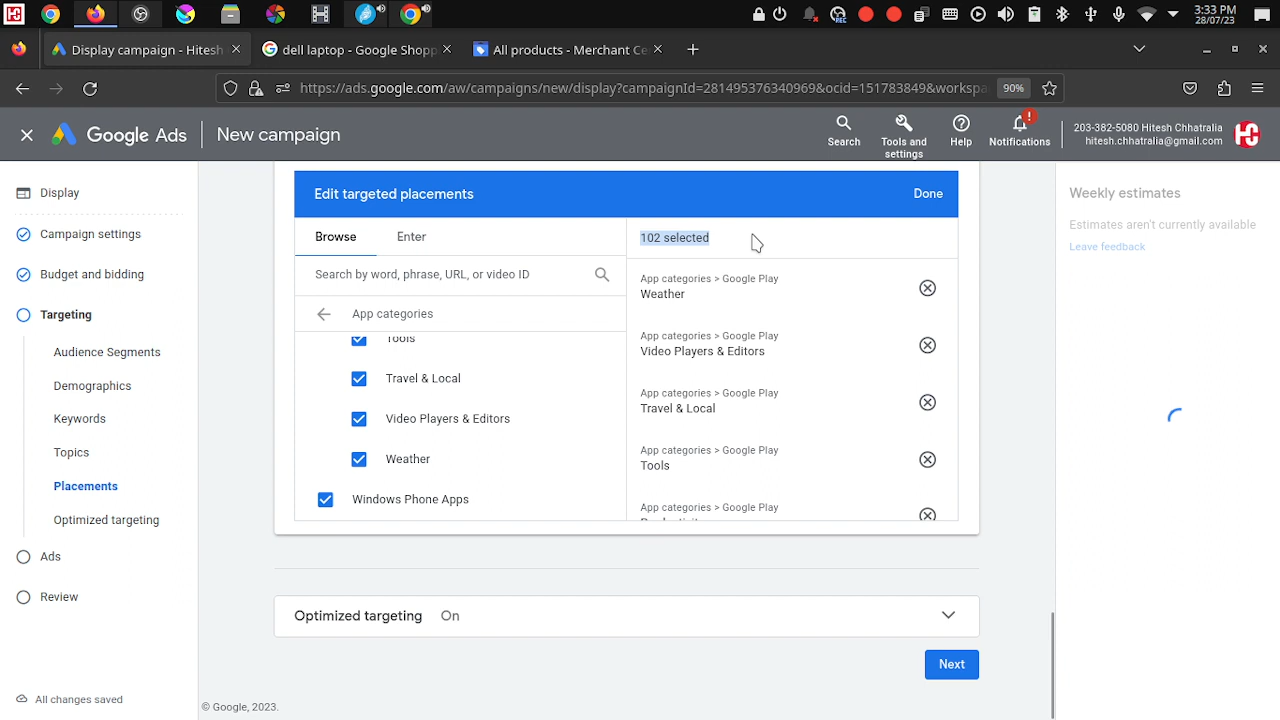 3:33 PM
28/07/23
REC
Display campaign - Hitesh
dell laptop - Google Shopp
All products - Merchant Ce
https://ads.google.com/aw/campaigns/new/display?campaignId=281495376340969&ocid=151783849&workspa
90%
Google Ads
New campaign
Search
Tools and
settings
Help
Notifications
203-382-5080 Hitesh Chhatralia
hitesh.chhatralia@gmail.com
Display
Campaign settings
Budget and bidding
Targeting
Audience Segments
Demographics
Keywords
Topics
Placements
Optimized targeting
Ads
Review
All changes saved
Edit targeted placements
Done
Browse
Enter
Search by word, phrase, URL, or video ID
App categories
Tools
Travel & Local
Video Players & Editors
Weather
Windows Phone Apps
102 selected
App categories > Google Play
Weather
App categories > Google Play
Video Players & Editors
App categories > Google Play
Travel & Local
App categories > Google Play
Tools
App categories > Google Play
Optimized targeting On
Next
© Google, 2023.
Weekly estimates
Estimates aren't currently available
Leave feedback